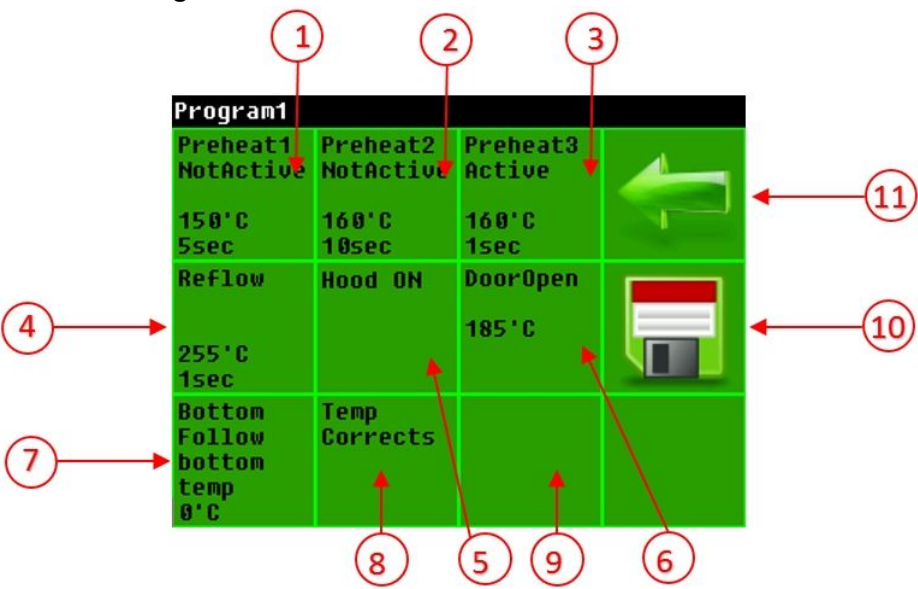 1
2
3
Program1
Preheat1
NotActive
150'C
5sec
Preheat2
NotActive
160'C
10sec
Preheat3
Active
160'C
1sec
11
4
Reflow
255'C
1sec
Hood ON
DoorOpen
185'C
10
7
Bottom
Follow
bottom
temp
0'C
Temp
Corrects
8
5
9
6